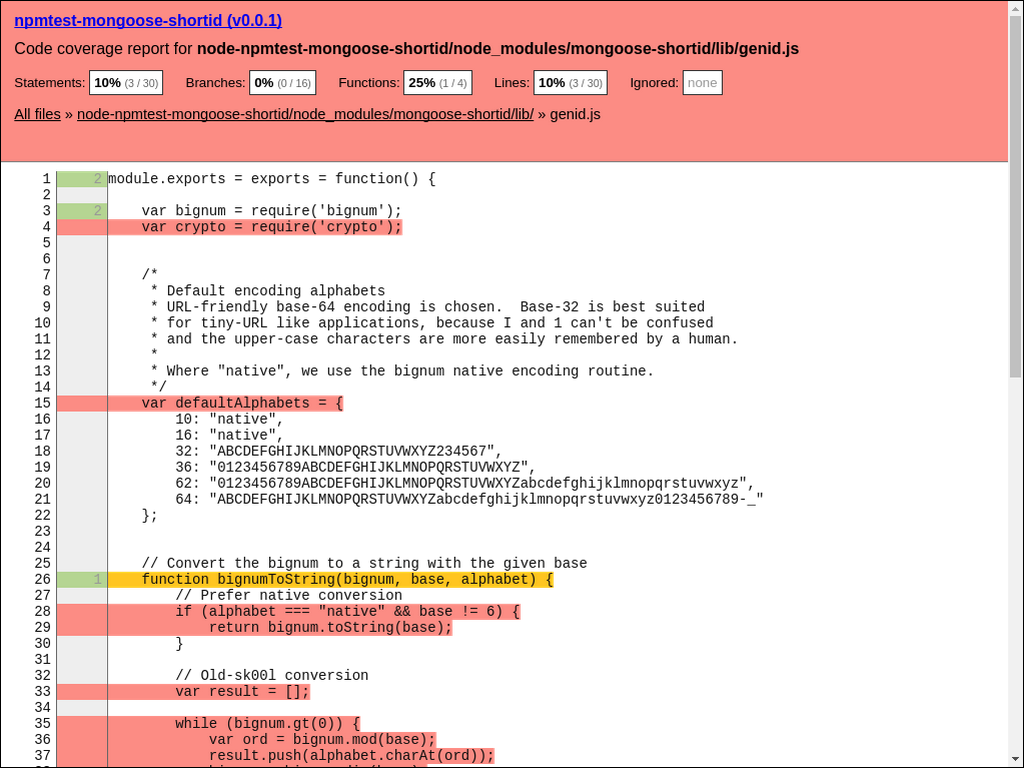 npmtest-mongoose-shortid (v0.0.1)
Code coverage report for node-npmtest-mongoose-shortid/node_modules/mongoose-shortid/lib/genid.js
Statements: 10% (3 / 30) Branches: 0% (0 / 16) Functions: 25% (1 / 4) Lines: 10% (3 / 30) Ignored: none
All files » node-npmtest-mongoose-shortid/node_modules/mongoose-shortid/lib/ » genid.js
1 2 module.exports = exports = function() {
2
3 2     var bignum = require('bignum');
4     var crypto = require('crypto');
5
6
7     /*
8      * Default encoding alphabets
9      * URL-friendly base-64 encoding is chosen.  Base-32 is best suited
10      * for tiny-URL like applications, because I and 1 can't be confused
11      * and the upper-case characters are more easily remembered by a human.
12      *
13      * Where "native", we use the bignum native encoding routine.
14      */
15     var defaultAlphabets = {
16         10: "native",
17         16: "native",
18         32: "ABCDEFGHIJKLMNOPQRSTUVWXYZ234567",
19         36: "0123456789ABCDEFGHIJKLMNOPQRSTUVWXYZ",
20         62: "0123456789ABCDEFGHIJKLMNOPQRSTUVWXYZabcdefghijklmnopqrstuvwxyz",
21         64: "ABCDEFGHIJKLMNOPQRSTUVWXYZabcdefghijklmnopqrstuvwxyz0123456789-_"
22     };
23
24
25     // Convert the bignum to a string with the given base
26 1     function bignumToString(bignum, base, alphabet) {
27         // Prefer native conversion
28         if (alphabet === "native" && base != 6) {
29             return bignum.toString(base);
30         }
31
32         // Old-sk00l conversion
33         var result = [];
34
35         while (bignum.gt(0)) {
36             var ord = bignum.mod(base);
37             result.push(alphabet.charAt(ord));